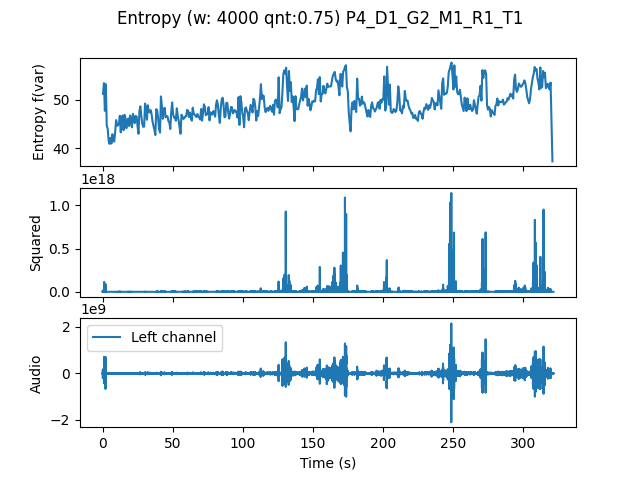 Entropy (w: 4000 qnt:0.75) P4_D1_G2_M1_R1_T1
Entropy f(var)
50
40
1e18
Squared
1.0
0.5
0.0
1e9
Audio
2
0
−2
Left channel
0 50 100 150 200 250 300
Time (s)